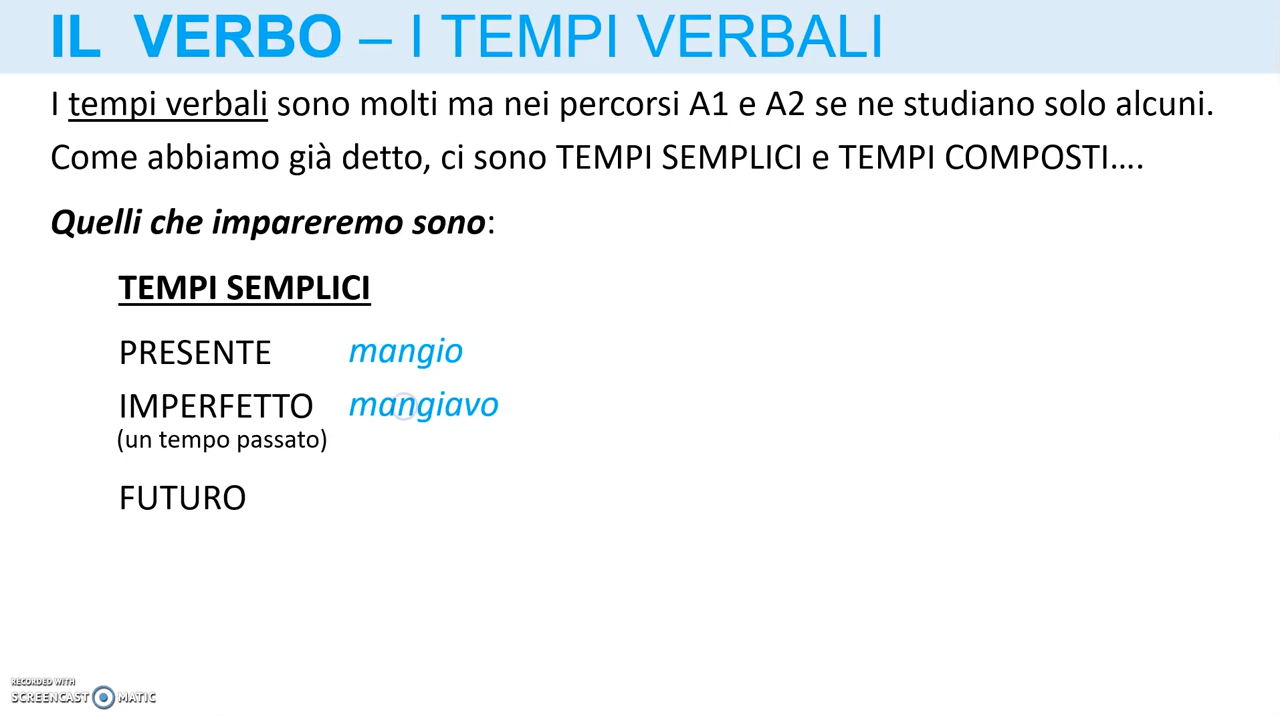 IL VERBO – I TEMPI VERBALI
I tempi verbali sono molti ma nei percorsi A1 e A2 se ne studiano solo alcuni.
Come abbiamo già detto, ci sono TEMPI SEMPLICI e TEMPI COMPOSTI….
Quelli che impareremo sono:
TEMPI SEMPLICI
PRESENTE mangio
IMPERFETTO mangiavo
(un tempo passato)
FUTURO
RECORDED WITH
SCREENCAST MATIC